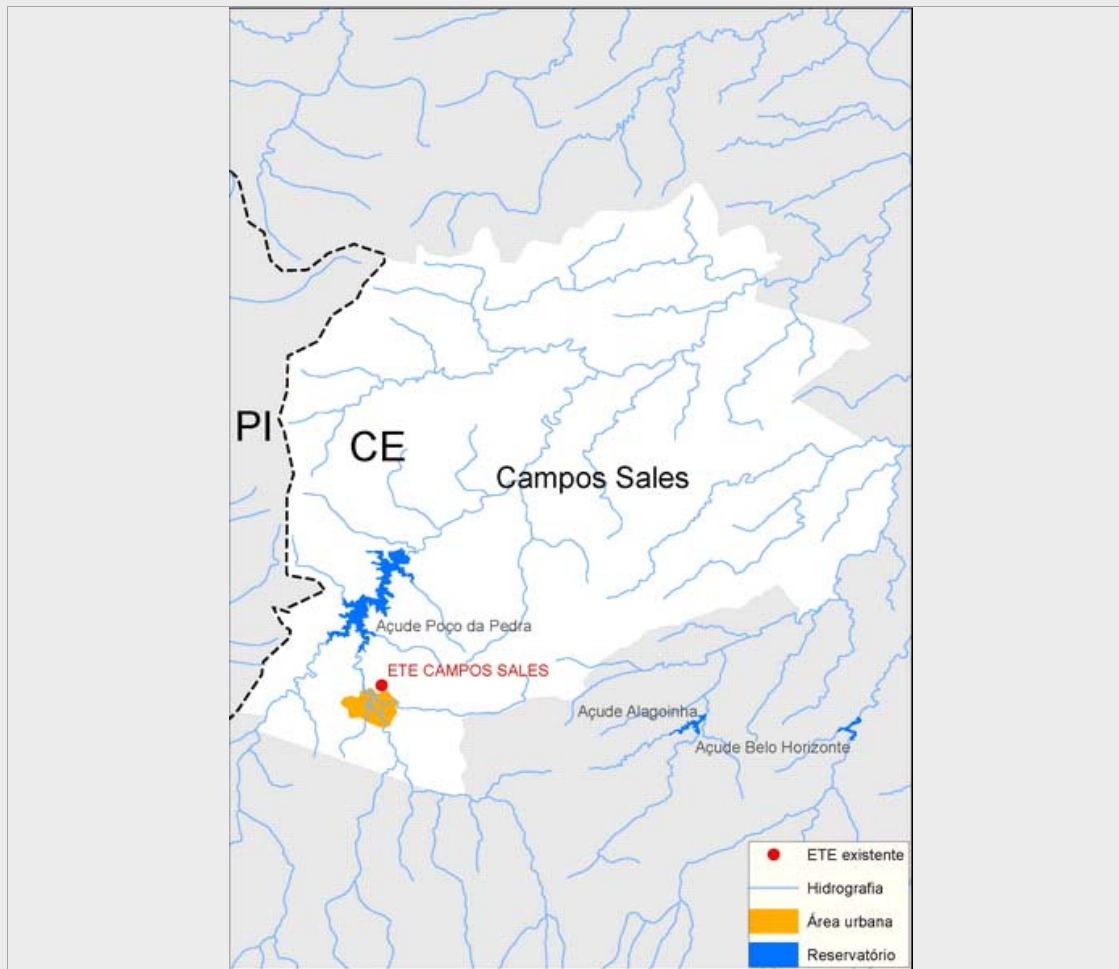 PI
CE
Campos Sales
Açude Poço da Pedra
ETE CAMPOS SALES
Açude Alagoinha
Açude Belo Horizonte
ETE existente
Hidrografia
Área urbana
Reservatório